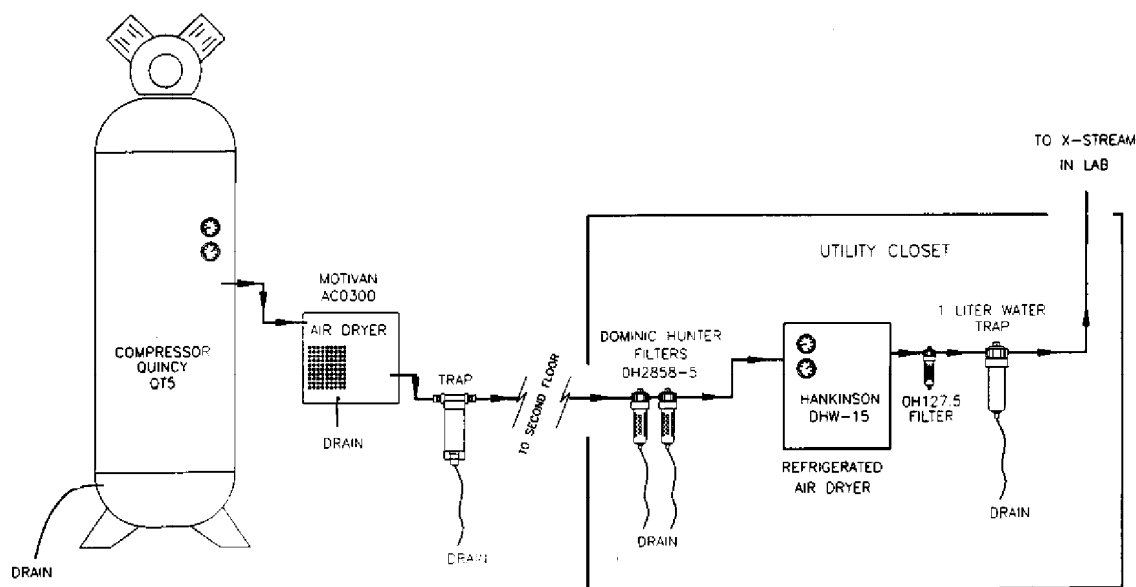 TO X-STREAM
IN LAB
UTILITY CLOSET
MOTIVAN
AC0300
AIR DRYER
COMPRESSOR
QUINCY
QT5
TRAP
DRAIN
TO SECOND FLOOR
DOMINIC HUNTER
FILTERS
DH2858-5
1 LITER WATER
TRAP
HANKINSON
DHW-15
OH127.5
FILTER
REFRIGERATED
AIR DRYER
DRAIN
DRAIN
DRAIN
DRAIN